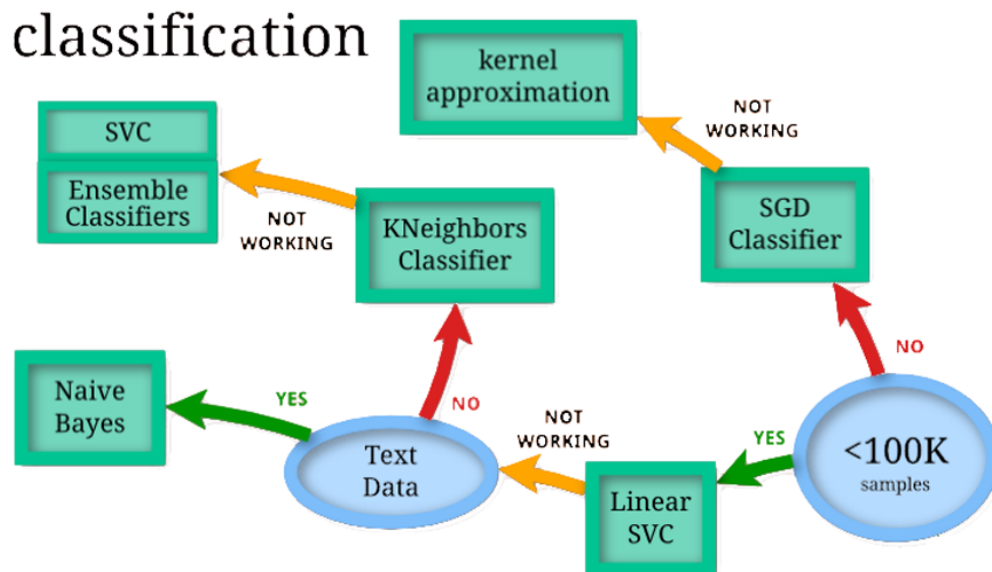 classification
kernel
approximation
NOT
WORKING
SVC
Ensemble
Classifiers
NOT
WORKING
KNeighbors
Classifier
SGD
Classifier
NO
Naive
Bayes
YES
NO
Text
Data
NOT
WORKING
Linear
SVC
YES
<100K
samples